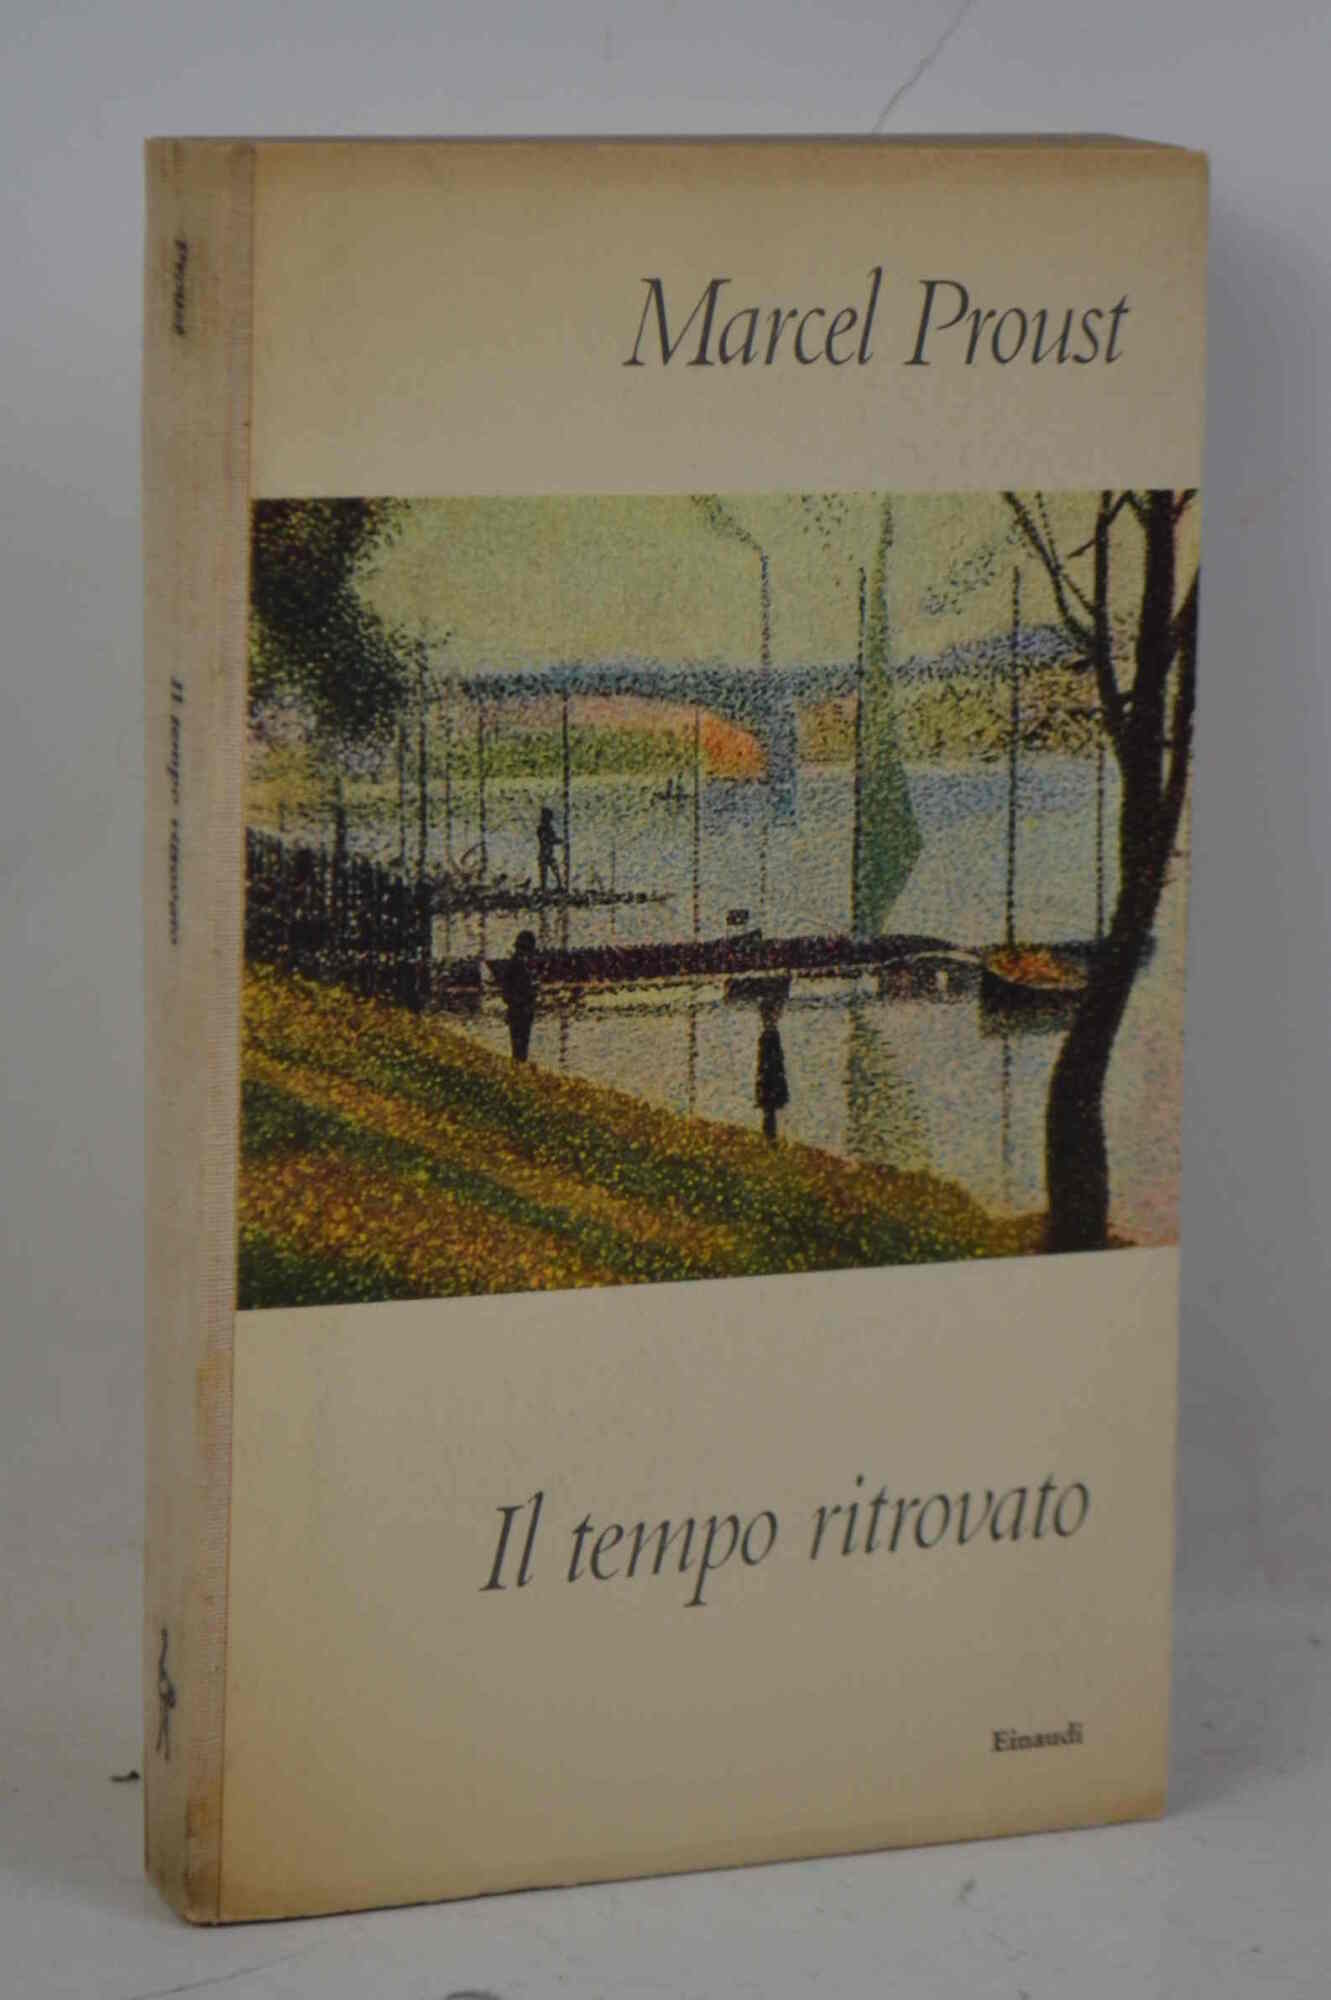 Marcel Proust
Il tempo ritrovato
Einaudi
Proust
Il tempo ritrovato